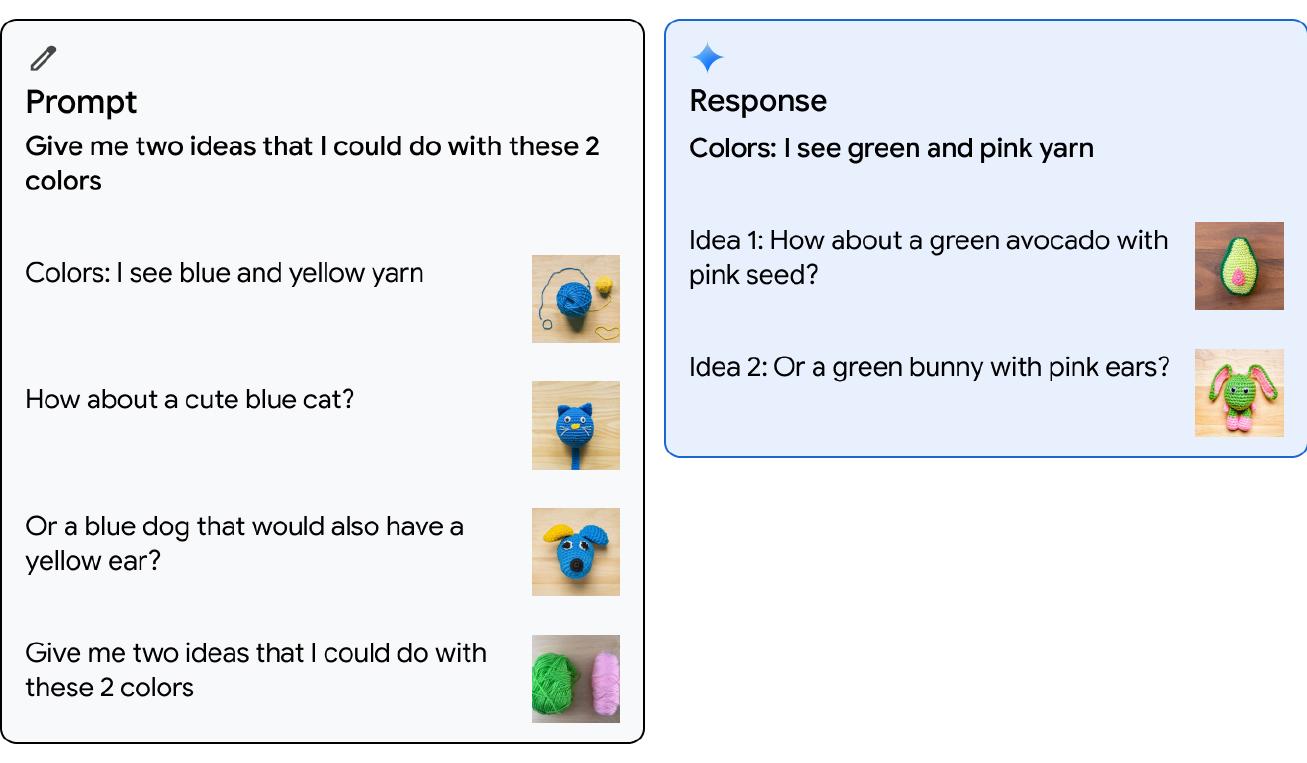 Prompt
Give me two ideas that I could do with these 2
colors
Colors: I see blue and yellow yarn
How about a cute blue cat?
Or a blue dog that would also have a
yellow ear?
Give me two ideas that I could do with
these 2 colors
Response
Colors: I see green and pink yarn
Idea 1: How about a green avocado with
pink seed?
Idea 2: Or a green bunny with pink ears?